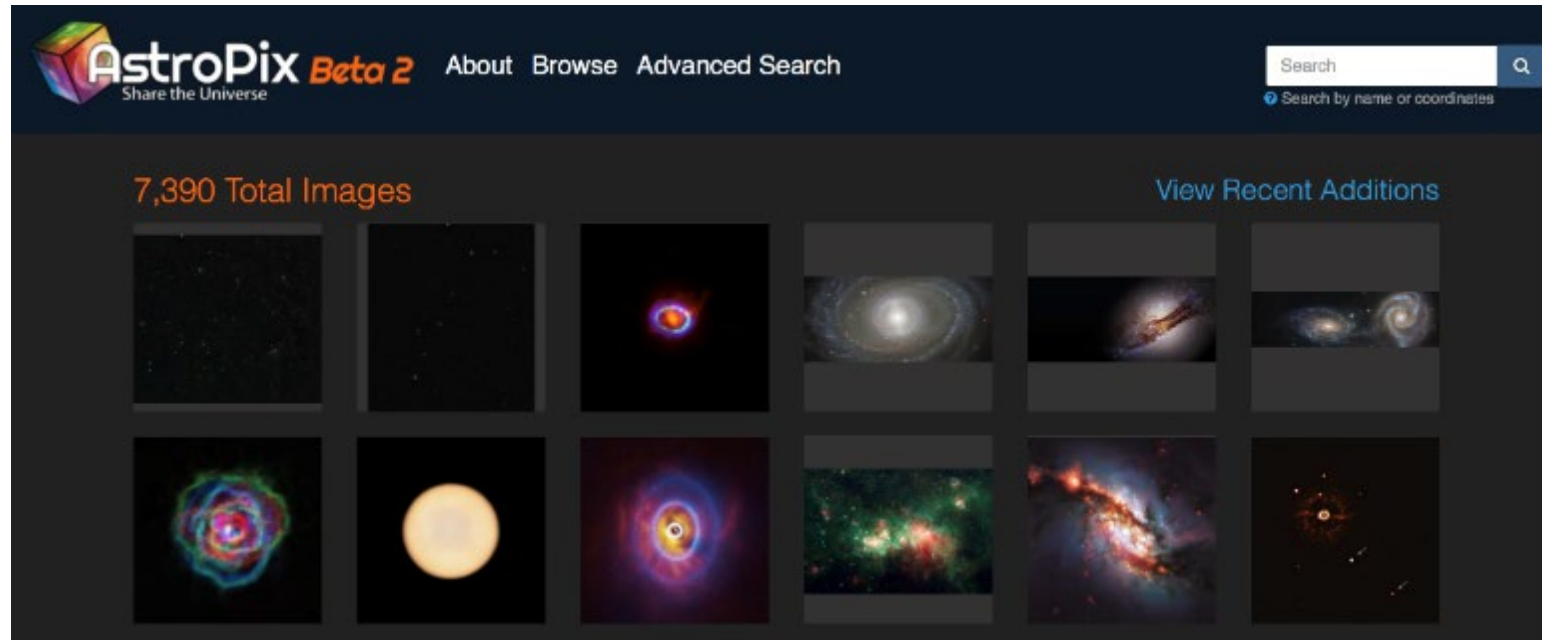 AstroPix Beta 2
Share the Universe
About Browse Advanced Search
Search
Search by name or coordinates
7,390 Total Images
View Recent Additions